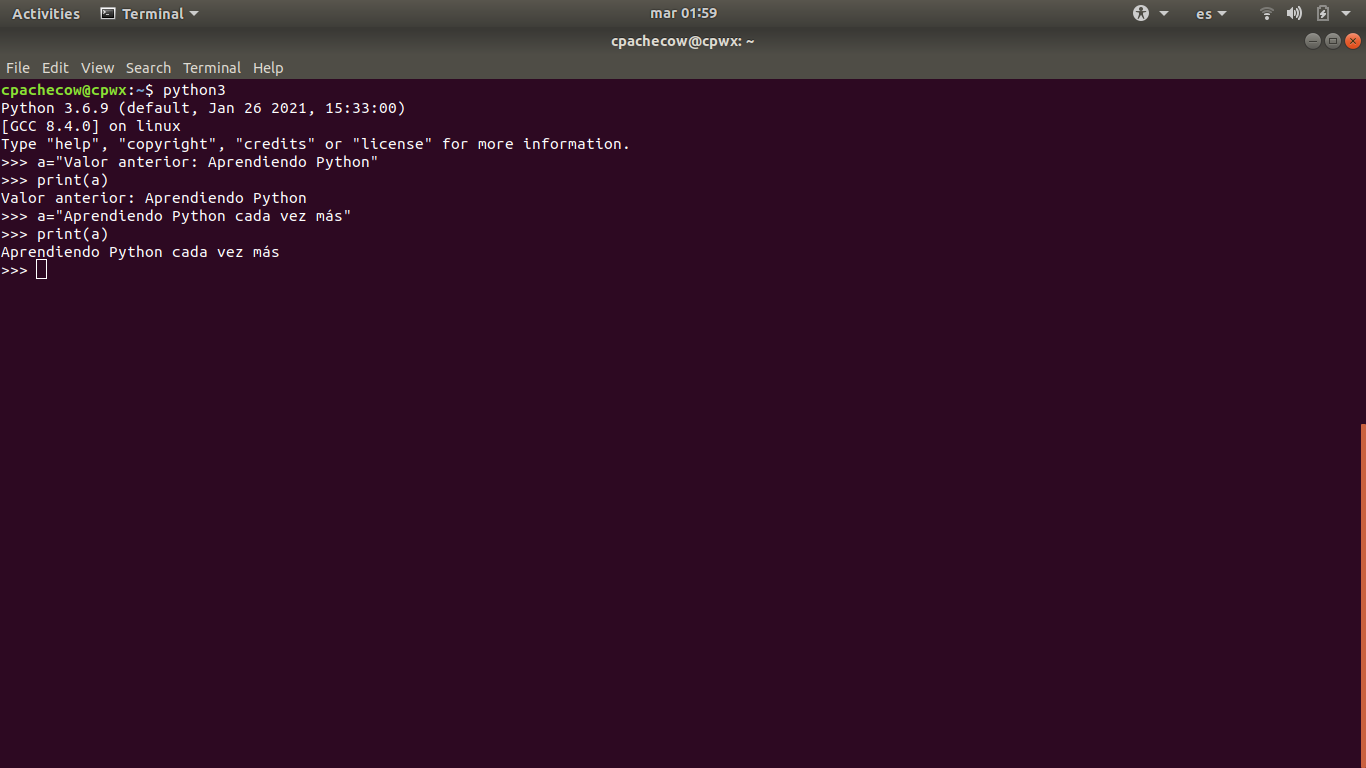 Activities Terminal mar 01:59 es
cpachecow@cpwx: ~
File Edit View Search Terminal Help
cpachecow@cpwx:~$ python3
Python 3.6.9 (default, Jan 26 2021, 15:33:00)
[GCC 8.4.0] on linux
Type "help", "copyright", "credits" or "license" for more information.
>>> a="Valor anterior: Aprendiendo Python"
>>> print(a)
Valor anterior: Aprendiendo Python
>>> a="Aprendiendo Python cada vez más"
>>> print(a)
Aprendiendo Python cada vez más
>>>